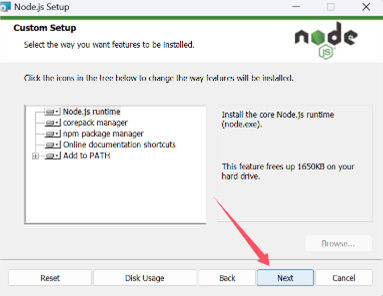 Node.js Setup
Custom Setup
Select the way you want features to be installed.
node
JS
Click the icons in the tree below to change the way features will be installed.
Node.js runtime
corepack manager
npm package manager
Online documentation shortcuts
Add to PATH
Install the core Node.js runtime
(node.exe).
This feature frees up 1650KB on your
hard drive.
Browse...
Reset
Disk Usage
Back
Next
Cancel